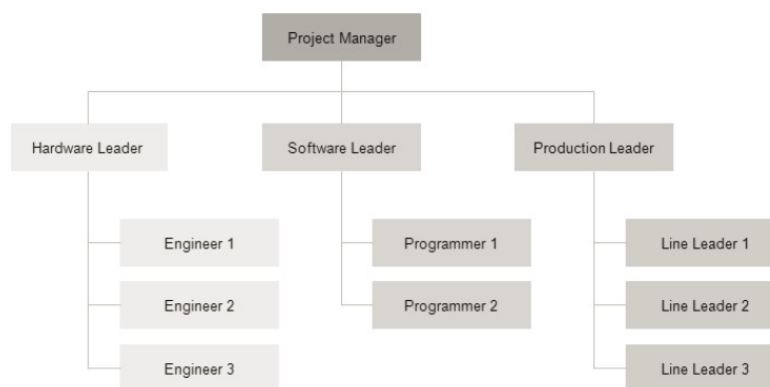 Project Manager
Hardware Leader
Software Leader
Production Leader
Engineer 1
Programmer 1
Line Leader 1
Engineer 2
Programmer 2
Line Leader 2
Engineer 3
Line Leader 3